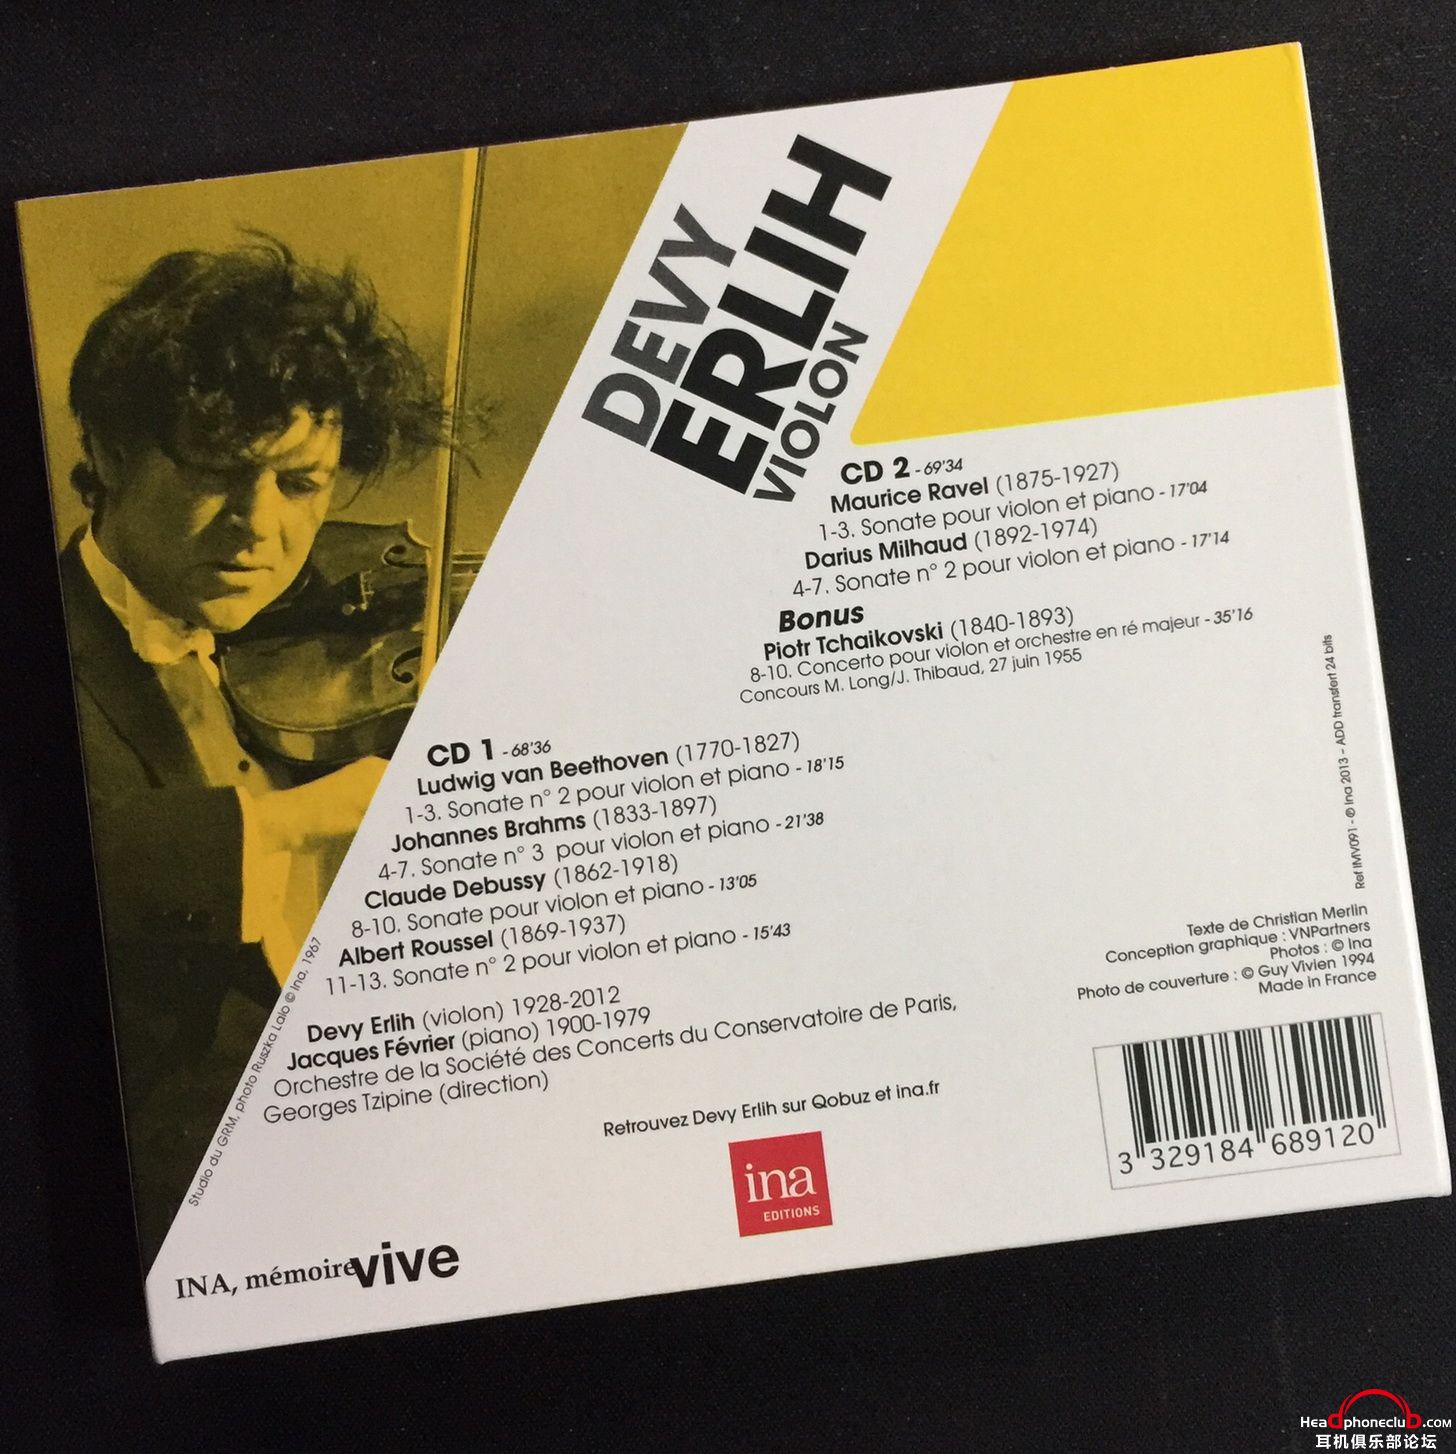 DEVY
ERLIH
VIOLON
CD 2 - 69'34
Maurice Ravel (1875-1927)
1-3. Sonate pour violon et piano - 17'04
Darius Milhaud (1892-1974)
4-7. Sonate n° 2 pour violon et piano - 17'14
Bonus
Piotr Tchaikovski (1840-1893)
8-10. Concerto pour violon et orchestre en ré majeur - 35'16
Concours M. Long/J. Thibaud, 27 juin 1955
CD 1 - 68'36
Ludwig van Beethoven (1770-1827)
1-3. Sonate n° 2 pour violon et piano - 18'15
Johannes Brahms (1833-1897)
4-7. Sonate n° 3 pour violon et piano - 21'38
Claude Debussy (1862-1918)
8-10. Sonate pour violon et piano - 13'05
Albert Roussel (1869-1937)
11-13. Sonate n° 2 pour violon et piano - 15'43
Devy Erlih (violon) 1928-2012
Jacques Février (piano) 1900-1979
Orchestre de la Société des Concerts du Conservatoire de Paris,
Georges Tzipine (direction)
Studio du GRM, photo Ruszka Lalo © Ina, 1967
Ref IMV091 - ℗ Ina 2013 - ADD transfert 24 bits
Texte de Christian Merlin
Conception graphique : VNPartners
Photos : © Ina
Photo de couverture : © Guy Vivien 1994
Made in France
Retrouvez Devy Erlih sur Qobuz et ina.fr
ina
EDITIONS
3 329184 689120
INA, mémoire vive
Headphoneclub.com
耳机俱乐部论坛